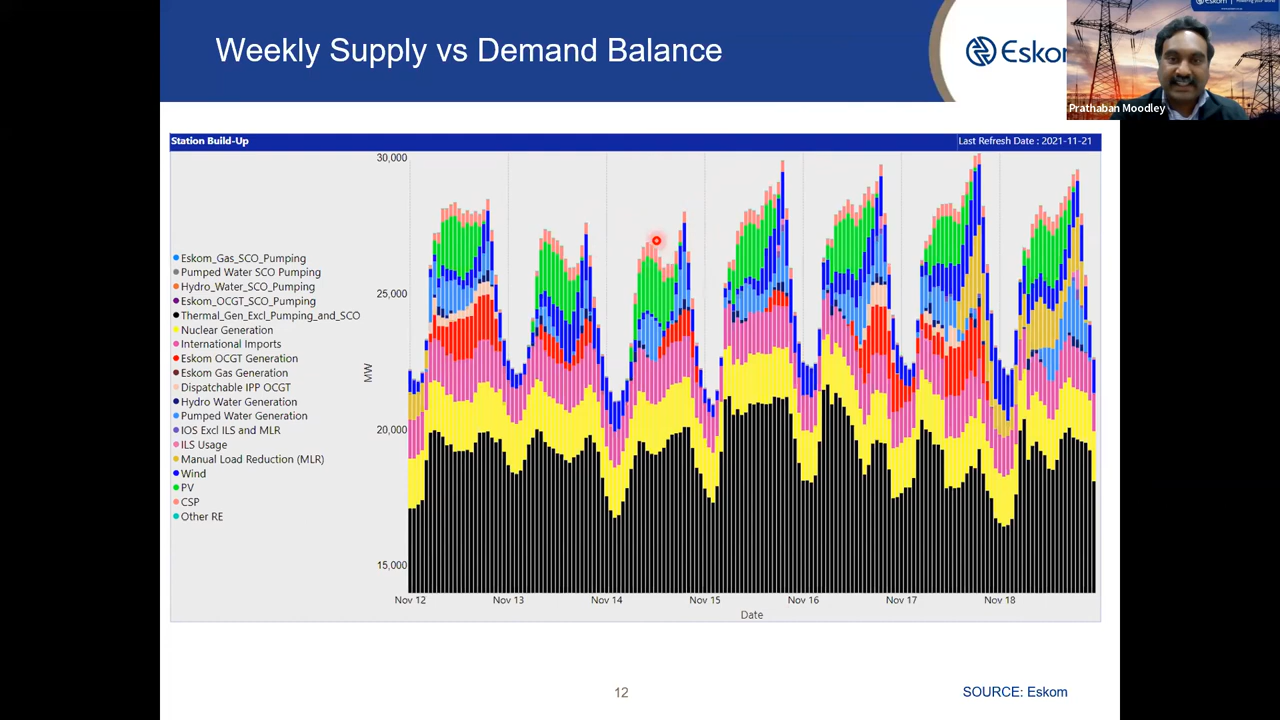 Weekly Supply vs Demand Balance
Eskom
Eskom
Prathaban Moodley
Station Build-Up
Last Refresh Date : 2021-11-21
30,000
25,000
20,000
15,000
MW
Eskom_Gas_SCO_Pumping
Pumped Water SCO Pumping
Hydro_Water_SCO_Pumping
Eskom_OCGT_SCO_Pumping
Thermal_Gen_Excl_Pumping_and_SCO
Nuclear Generation
International Imports
Eskom OCGT Generation
Eskom Gas Generation
Dispatchable IPP OCGT
Hydro Water Generation
Pumped Water Generation
IOS Excl ILS and MLR
ILS Usage
Manual Load Reduction (MLR)
Wind
PV
CSP
Other RE
Nov 12
Nov 13
Nov 14
Nov 15
Nov 16
Nov 17
Nov 18
Date
12
SOURCE: Eskom